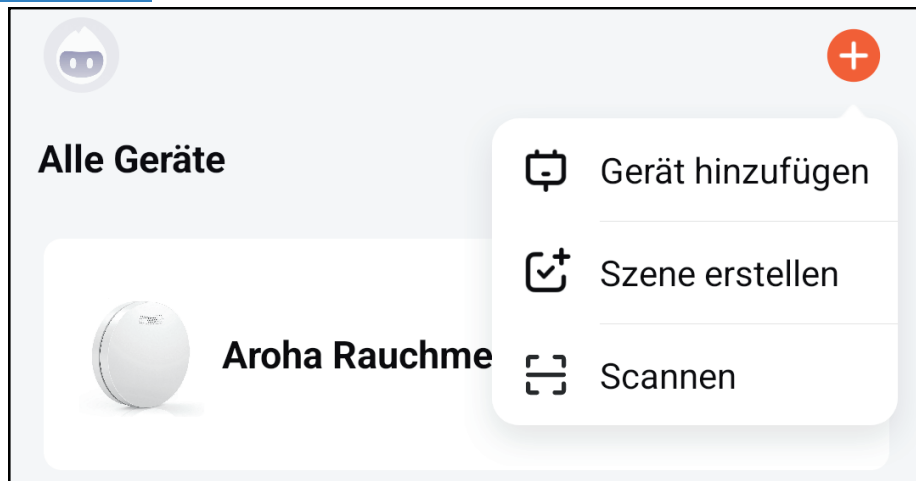 Alle Geräte
Gerät hinzufügen
Szene erstellen
Aroha Rauchme
Scannen